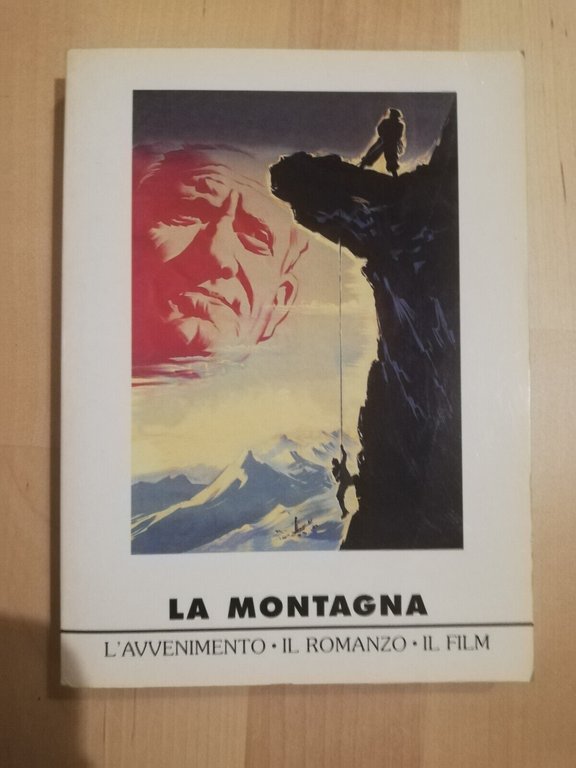 LA MONTAGNA
L'AVVENIMENTO • IL ROMANZO • IL FILM